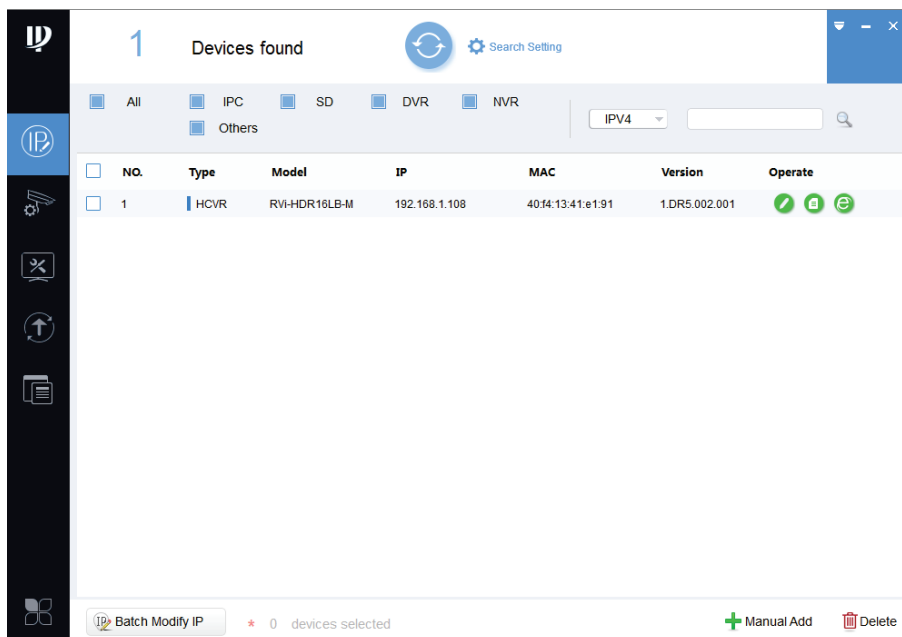 1 Devices found Search Setting
All IPC SD DVR NVR
Others
IPV4
NO. Type Model IP MAC Version Operate
1 HCVR RVi-HDR16LB-M 192.168.1.108 40:f4:13:41:e1:91 1.DR5.002.001
Batch Modify IP * 0 devices selected Manual Add Delete